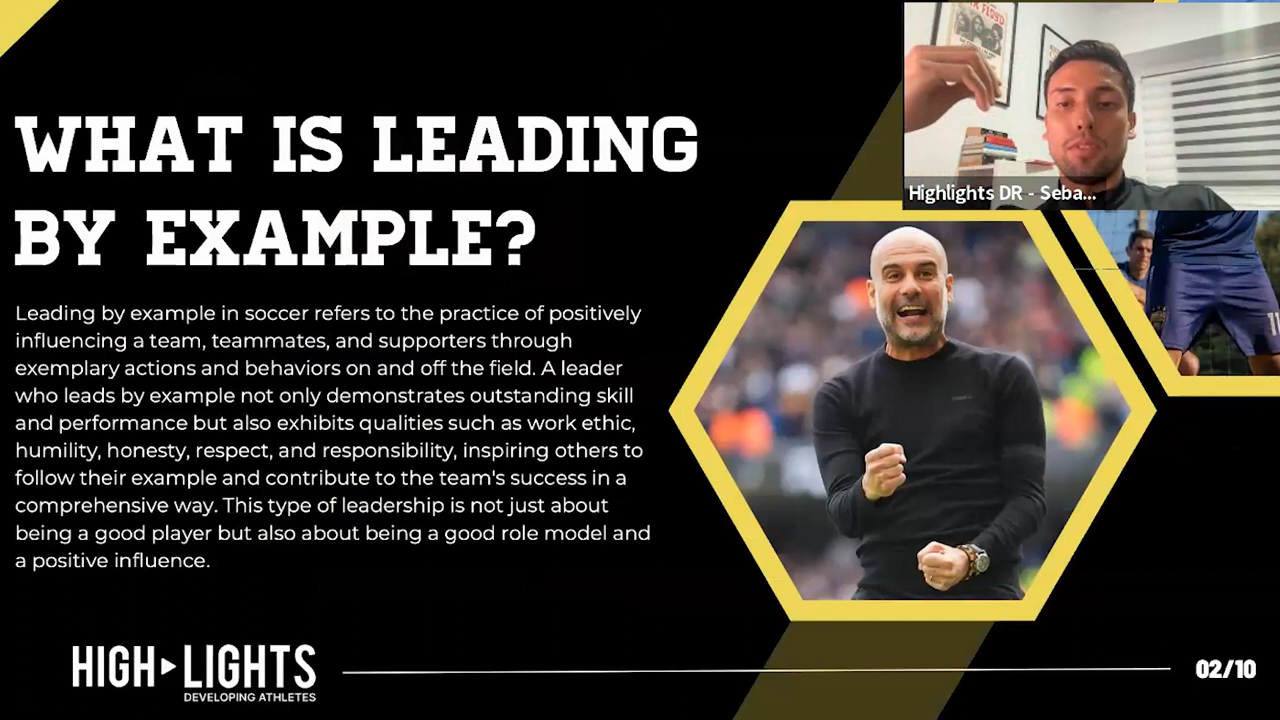 WHAT IS LEADING
BY EXAMPLE?
Leading by example in soccer refers to the practice of positively
influencing a team, teammates, and supporters through
exemplary actions and behaviors on and off the field. A leader
who leads by example not only demonstrates outstanding skill
and performance but also exhibits qualities such as work ethic,
humility, honesty, respect, and responsibility, inspiring others to
follow their example and contribute to the team's success in a
comprehensive way. This type of leadership is not just about
being a good player but also about being a good role model and
a positive influence.
Highlights DR - Seba...
HIGH LIGHTS
DEVELOPING ATHLETES
02/10